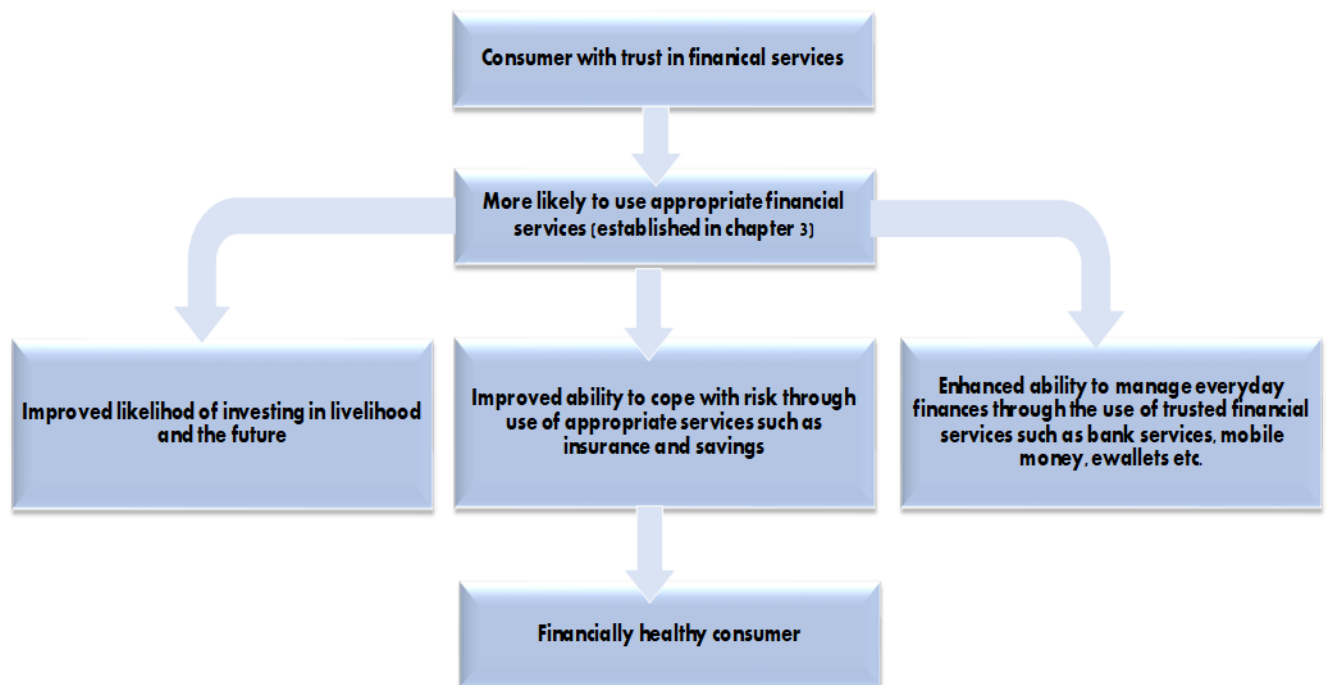 Consumer with trust in finanical services
More likely to use appropriate financial
services (established in chapter 3)
Improved likelihod of investing in livelihood
and the future
Improved ability to cope with risk through
use of appropriate services such as
insurance and savings
Enhanced ability to manage everyday
finances through the use of trusted financial
services such as bank services, mobile
money, ewallets etc.
Financially healthy consumer